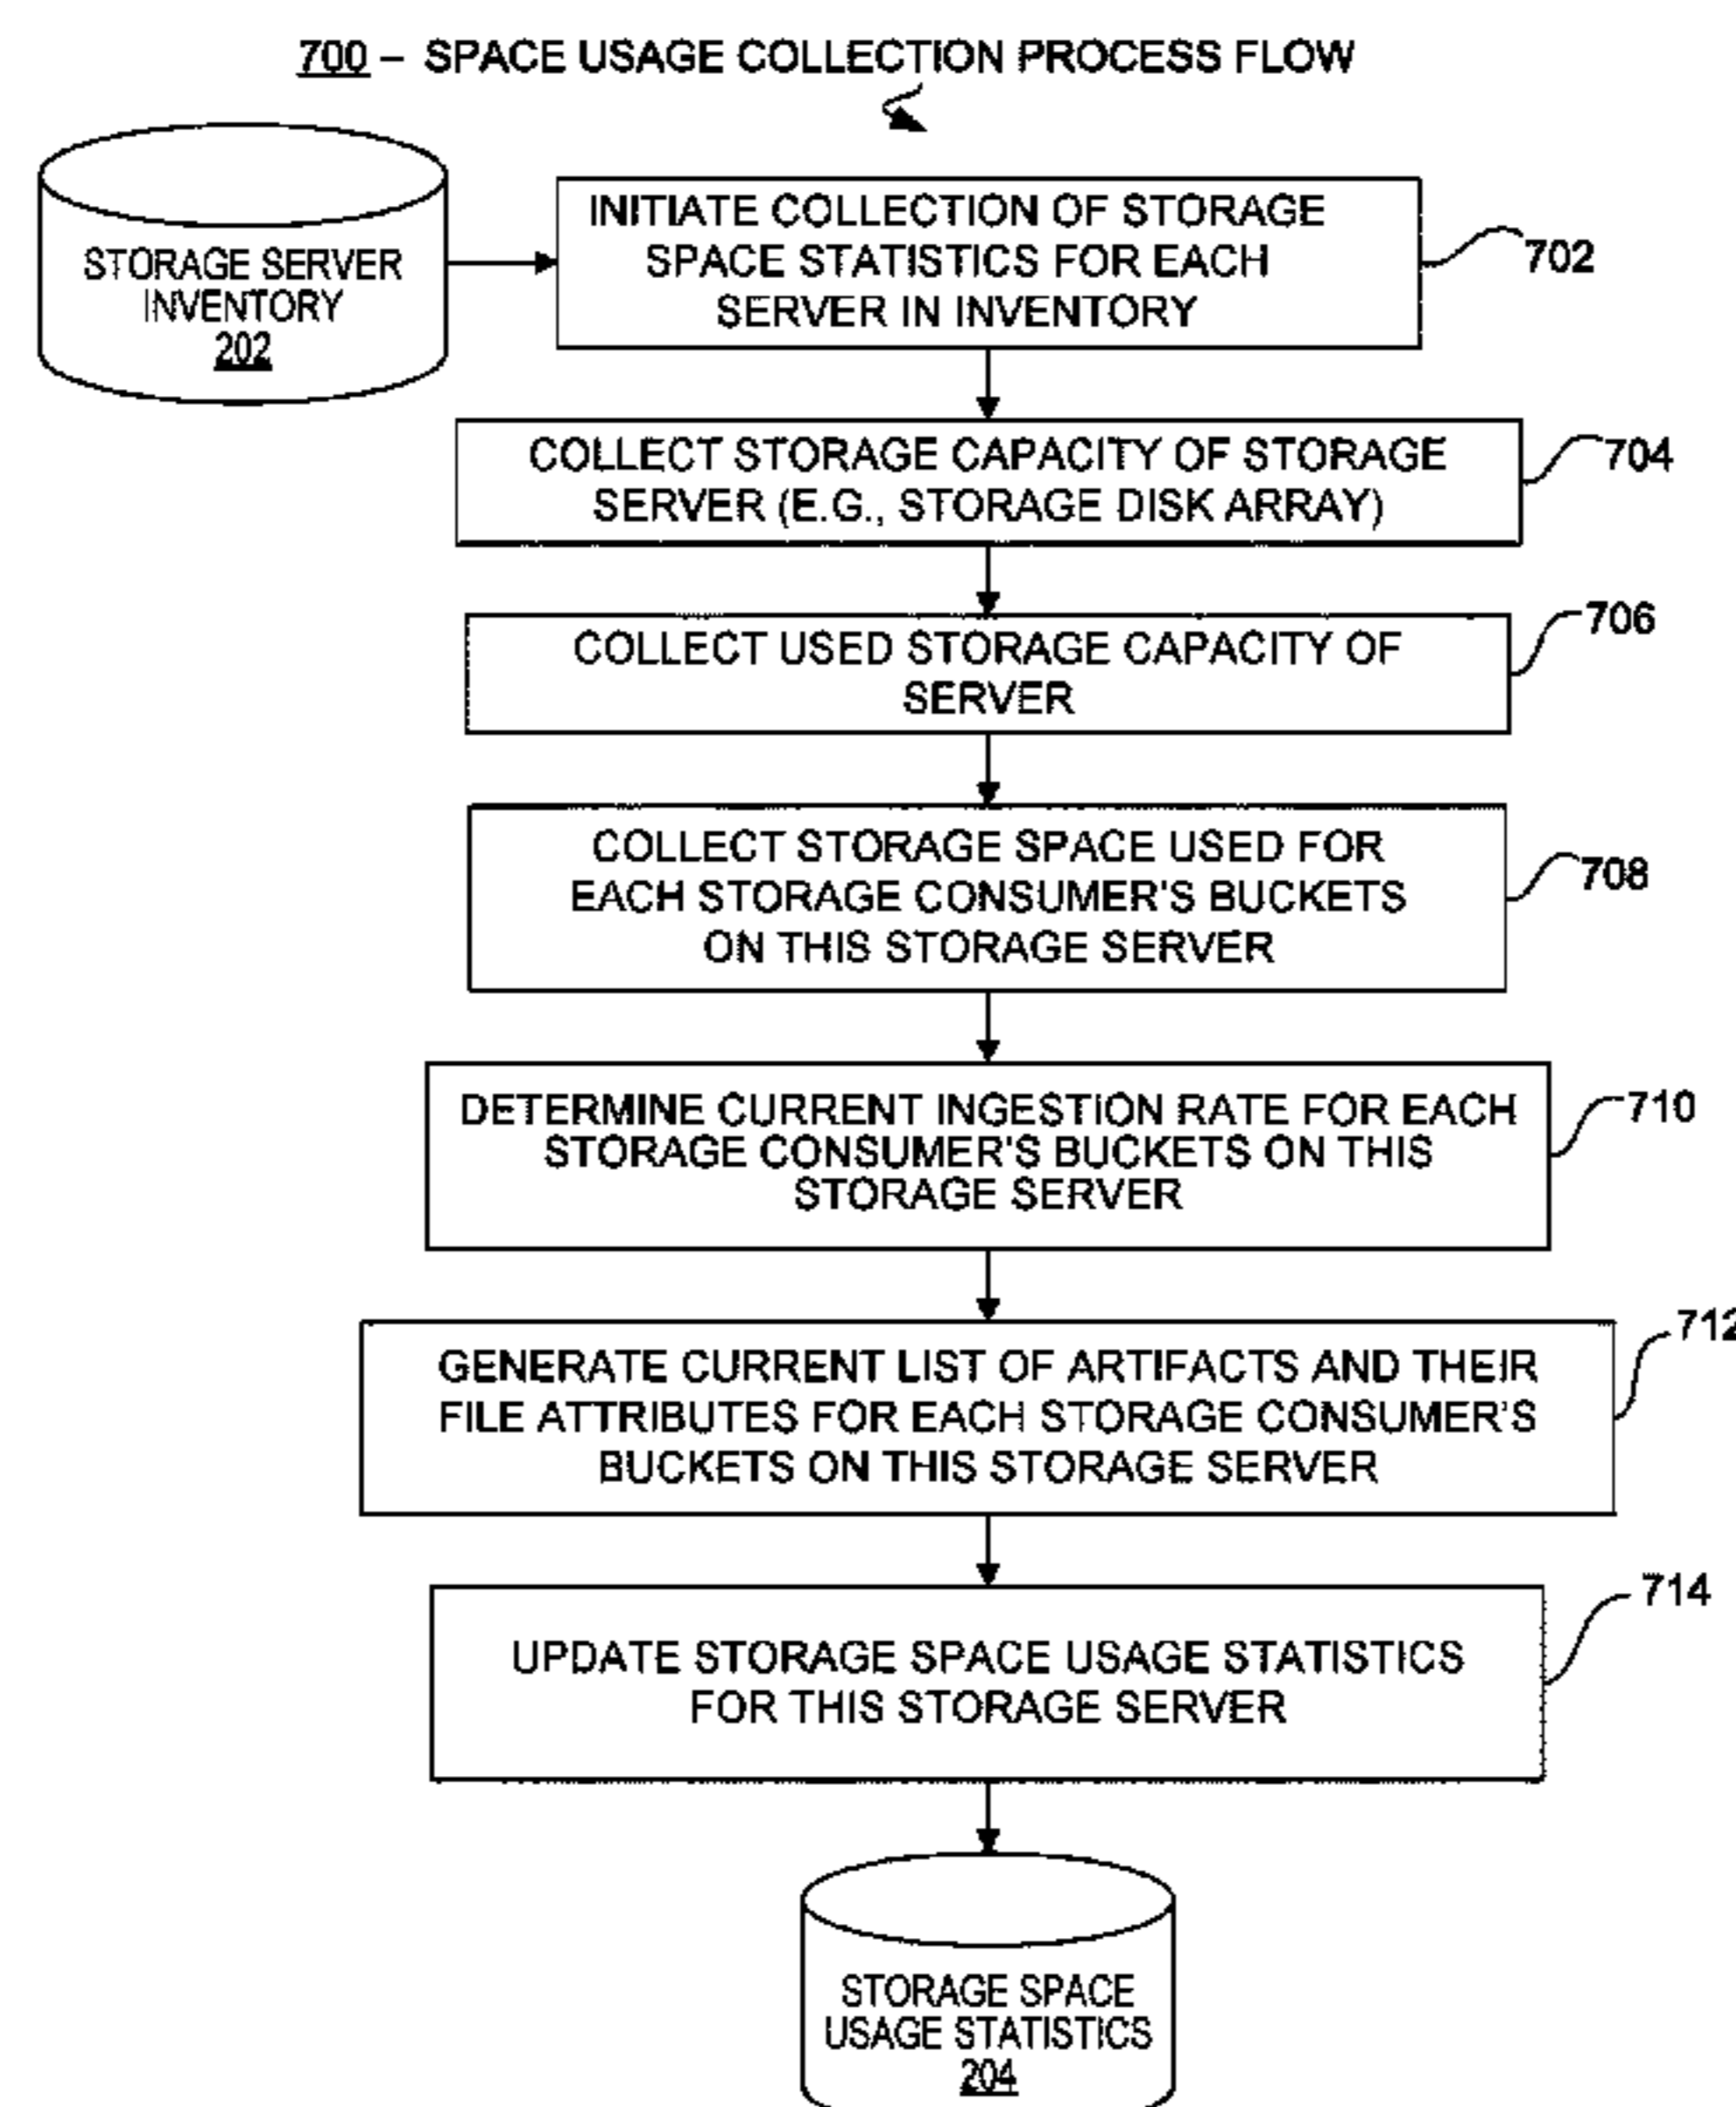 700 – SPACE USAGE COLLECTION PROCESS FLOW
STORAGE SERVER
INVENTORY
202
INITIATE COLLECTION OF STORAGE
SPACE STATISTICS FOR EACH
SERVER IN INVENTORY
702
COLLECT STORAGE CAPACITY OF STORAGE
SERVER (E.G., STORAGE DISK ARRAY)
704
COLLECT USED STORAGE CAPACITY OF
SERVER
706
COLLECT STORAGE SPACE USED FOR
EACH STORAGE CONSUMER'S BUCKETS
ON THIS STORAGE SERVER
708
DETERMINE CURRENT INGESTION RATE FOR EACH
STORAGE CONSUMER'S BUCKETS ON THIS
STORAGE SERVER
710
GENERATE CURRENT LIST OF ARTIFACTS AND THEIR
FILE ATTRIBUTES FOR EACH STORAGE CONSUMER'S
BUCKETS ON THIS STORAGE SERVER
712
UPDATE STORAGE SPACE USAGE STATISTICS
FOR THIS STORAGE SERVER
714
STORAGE SPACE
USAGE STATISTICS
204